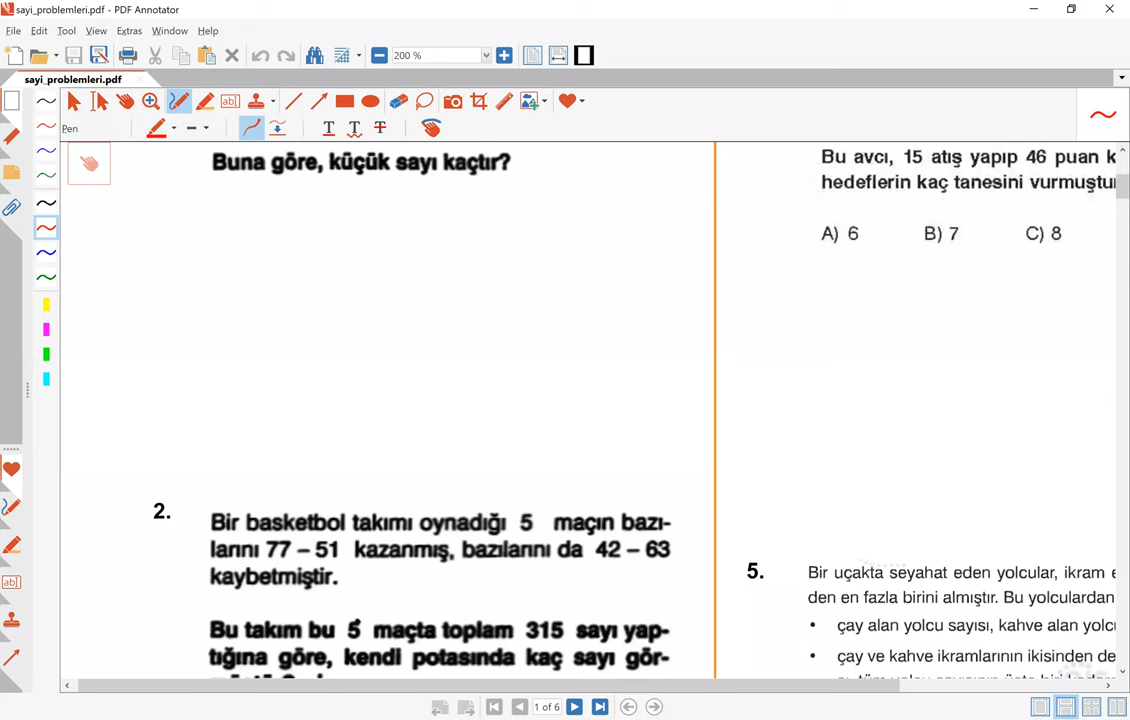 sayi_problemleri.pdf - PDF Annotator
File Edit Tool View Extras Window Help
200 %
sayi_problemleri.pdf
Pen
Buna göre, küçük sayı kaçtır?
2.
Bir basketbol takımı oynadığı 5 maçın bazı-
larını 77 – 51 kazanmış, bazılarını da 42 – 63
kaybetmiştir.
Bu takım bu 5 maçta toplam 315 sayı yap-
tığına göre, kendi potasında kaç sayı gör-
Bu avcı, 15 atış yapıp 46 puan
hedeflerin kaç tanesini
A) 6 B) 7 C) 8
5.
Bir uçakta seyahat eden yolcular, ikram
den en fazla birini almıştır. Bu yolculardan
• çay alan yolcu sayısı, kahve alan
• çay ve kahve ikramlarının ikisinden
1 of 6